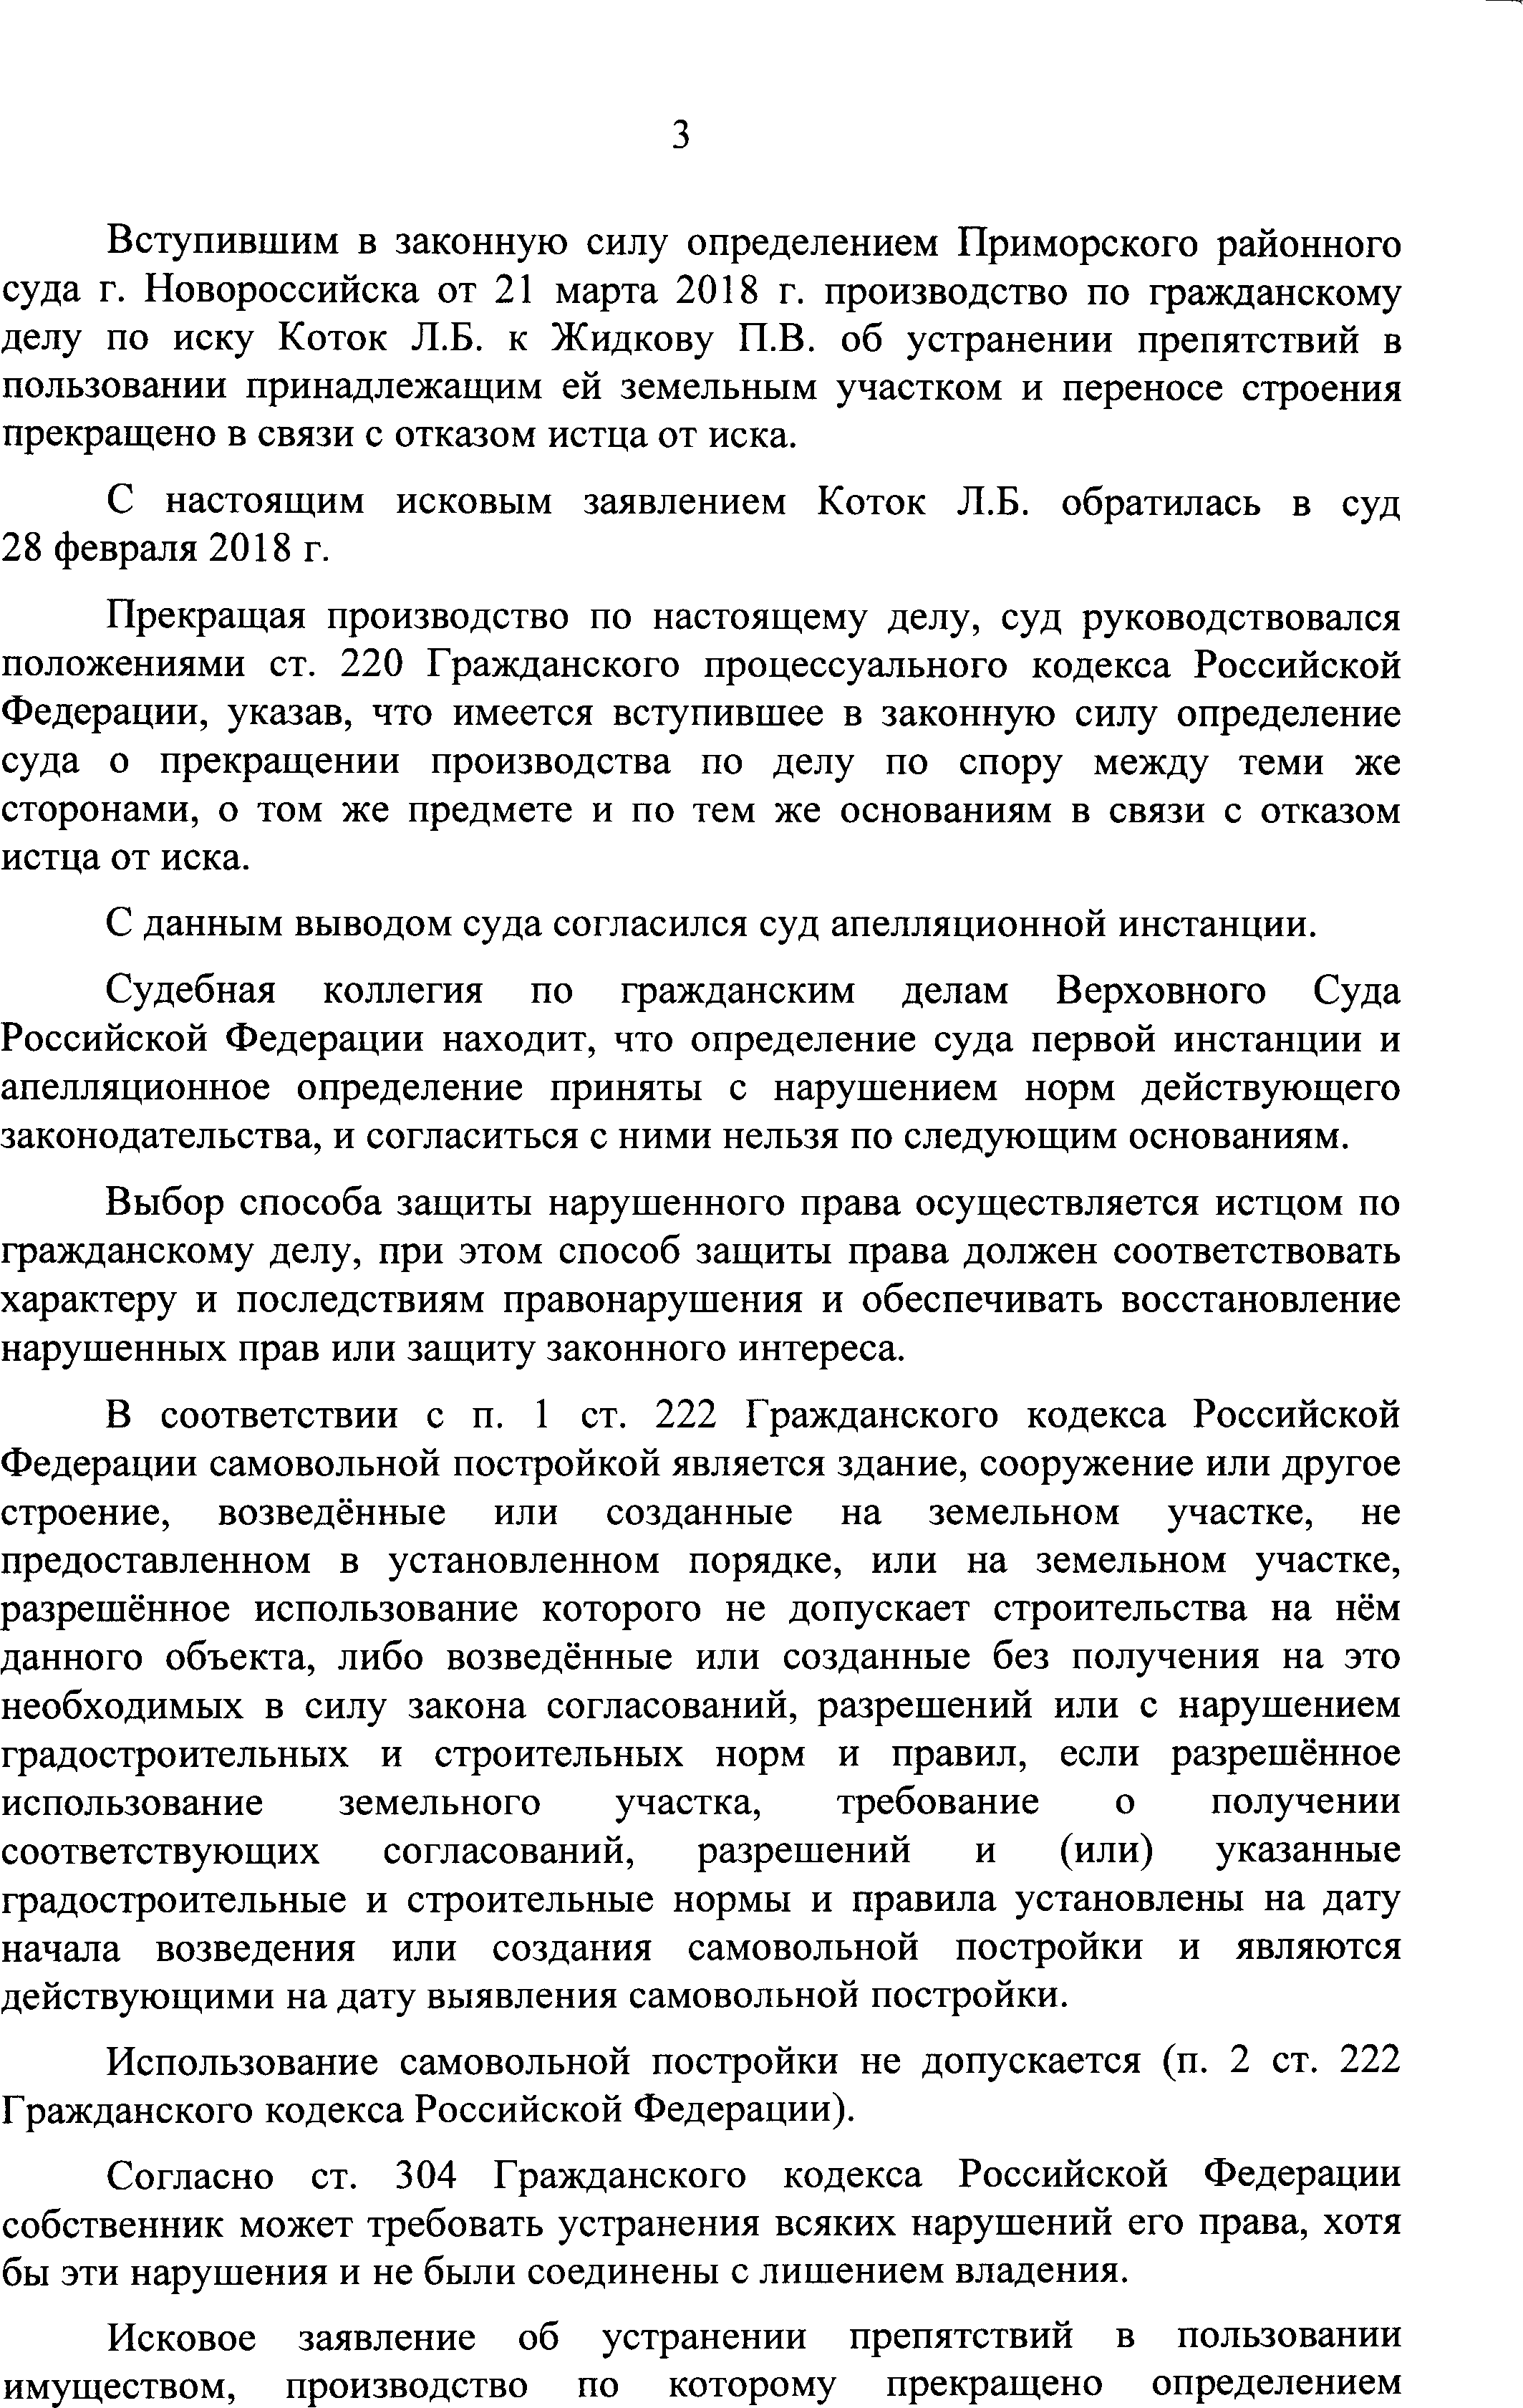 3
Вступившим в законную силу определением Приморского районного
суда г. Новороссийска от 21 марта 2018 г. производство по гражданскому
делу по иску Коток Л.Б. к Жидкову П.В. об устранении препятствий в
пользовании принадлежащим ей земельным участком и переносе строения
прекращено в связи с отказом истца от иска.
С настоящим исковым заявлением Коток Л.Б. обратилась в суд
28 февраля 2018 г.
Прекращая производство по настоящему делу, суд руководствовался
положениями ст. 220 Гражданского процессуального кодекса Российской
Федерации, указав, что имеется вступившее в законную силу определение
суда о прекращении производства по делу по спору между теми же
сторонами, о том же предмете и по тем же основаниям в связи с отказом
истца от иска.
С данным выводом суда согласился суд апелляционной инстанции.
Судебная коллегия по гражданским делам Верховного Суда
Российской Федерации находит, что определение суда первой инстанции и
апелляционное определение приняты с нарушением норм действующего
законодательства, и согласиться с ними нельзя по следующим основаниям.
Выбор способа защиты нарушенного права осуществляется истцом по
гражданскому делу, при этом способ защиты права должен соответствовать
характеру и последствиям правонарушения и обеспечивать восстановление
нарушенных прав или защиту законного интереса.
В соответствии с п. 1 ст. 222 Гражданского кодекса Российской
Федерации самовольной постройкой является здание, сооружение или другое
строение, возведённые или созданные на земельном участке, не
предоставленном в установленном порядке, или на земельном участке,
разрешённое использование которого не допускает строительства на нём
данного объекта, либо возведённые или созданные без получения на это
необходимых в силу закона согласований, разрешений или с нарушением
градостроительных и строительных норм и правил, если разрешённое
использование земельного участка, требование о получении
соответствующих согласований, разрешений и (или) указанные
градостроительные и строительные нормы и правила установлены на дату
начала возведения или создания самовольной постройки и являются
действующими на дату выявления самовольной постройки.
Использование самовольной постройки не допускается (п. 2 ст. 222
Гражданского кодекса Российской Федерации).
Согласно ст. 304 Гражданского кодекса Российской Федерации
собственник может требовать устранения всяких нарушений его права, хотя
бы эти нарушения и не были соединены с лишением владения.
Исковое заявление об устранении препятствий в пользовании
имуществом, производство по которому прекращено определением